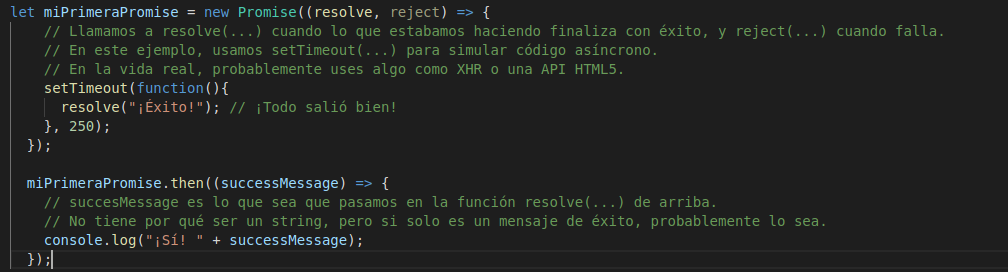 let miPrimeraPromise = new Promise((resolve, reject) => {
    // Llamamos a resolve(...) cuando lo que estabamos haciendo finaliza con éxito, y reject(...) cuando falla.
    // En este ejemplo, usamos setTimeout(...) para simular código asíncrono.
    // En la vida real, probablemente uses algo como XHR o una API HTML5.
    setTimeout(function(){
      resolve("¡Éxito!"); // ¡Todo salió bien!
    }, 250);
  });

  miPrimeraPromise.then((successMessage) => {
    // succesMessage es lo que sea que pasamos en la función resolve(...) de arriba.
    // No tiene por qué ser un string, pero si solo es un mensaje de éxito, probablemente lo sea.
    console.log("¡Sí! " + successMessage);
  });